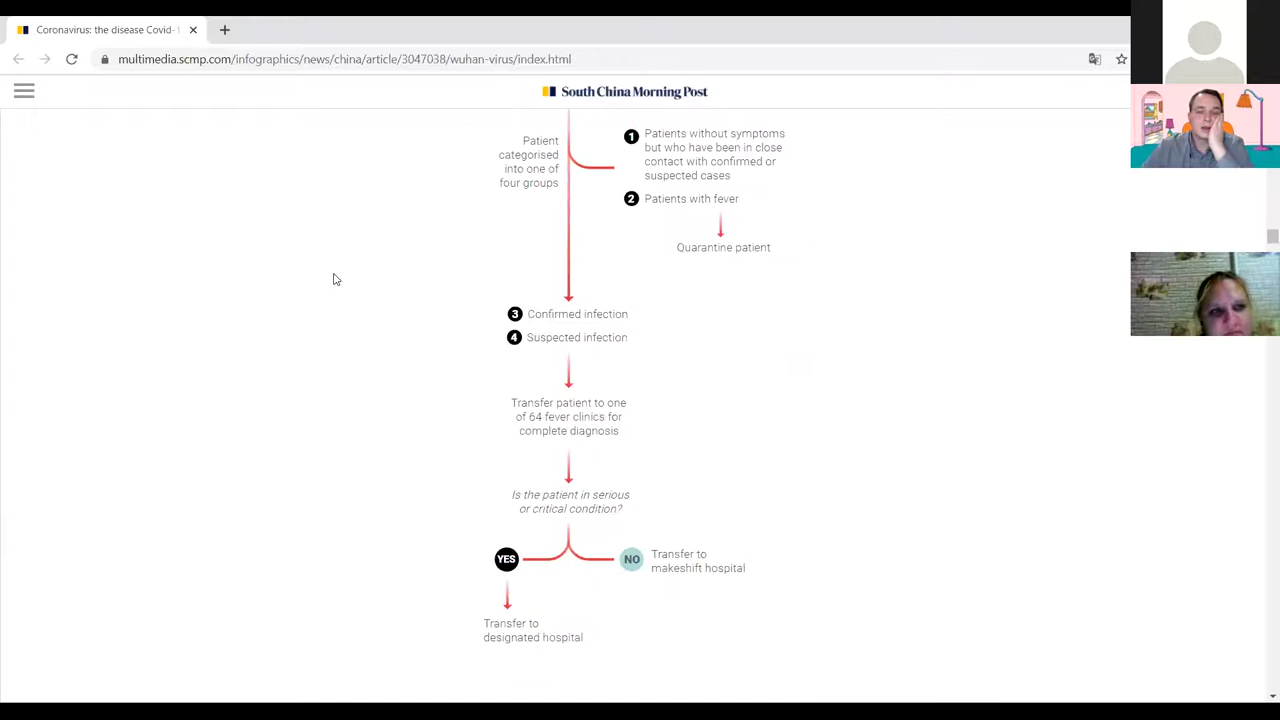 Coronavirus: the disease Covid-
multimedia.scmp.com/infographics/news/china/article/3047038/wuhan-virus/index.html
South China Morning Post
Patient
categorised
into one of
four groups
1 Patients without symptoms
but who have been in close
contact with confirmed or
suspected cases
2 Patients with fever
Quarantine patient
3 Confirmed infection
4 Suspected infection
Transfer patient to one
of 64 fever clinics for
complete diagnosis
Is the patient in serious
or critical condition?
YES
NO
Transfer to
makeshift hospital
Transfer to
designated hospital